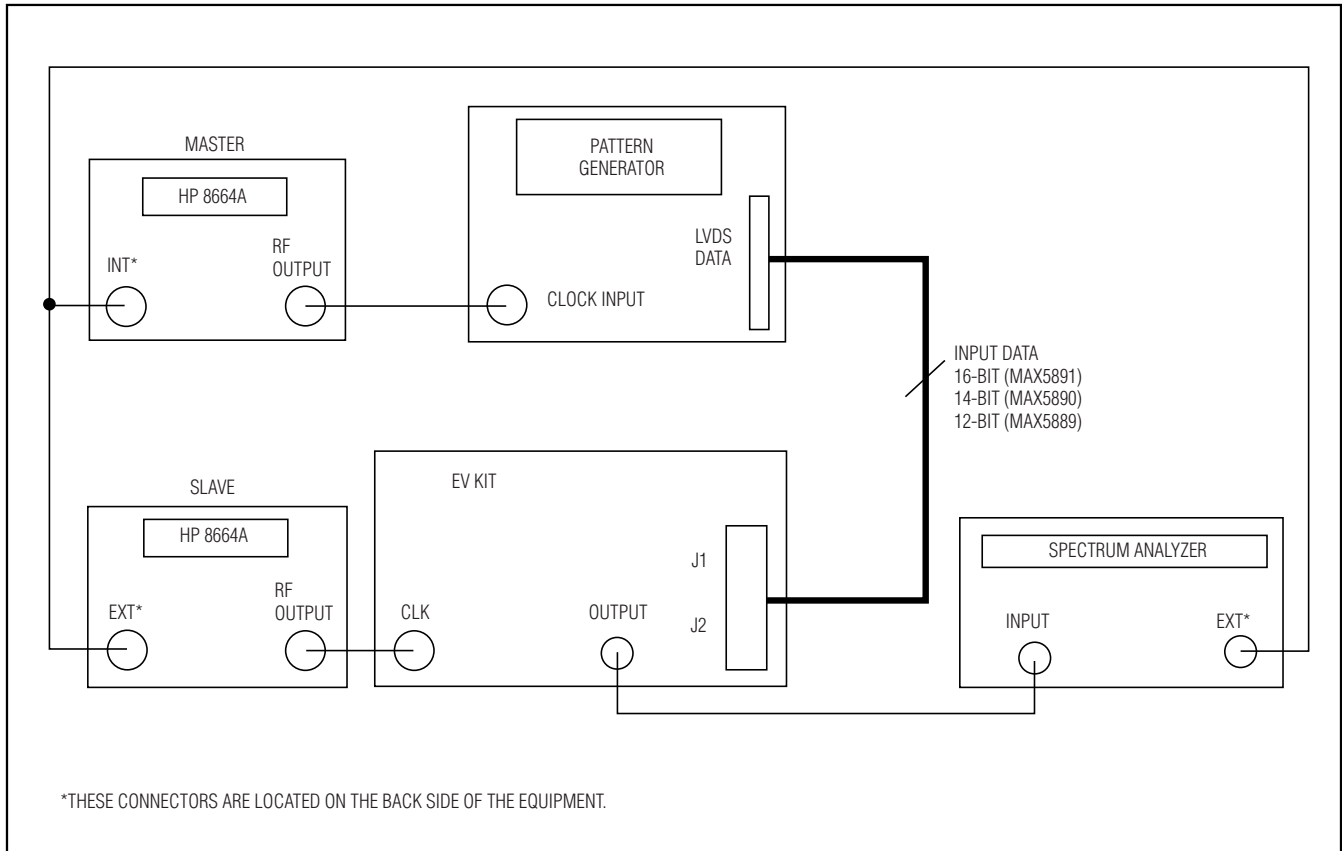 MASTER
HP 8664A
INT*
RF
OUTPUT
PATTERN
GENERATOR
LVDS
DATA
CLOCK INPUT
INPUT DATA
16-BIT (MAX5891)
14-BIT (MAX5890)
12-BIT (MAX5889)
SLAVE
HP 8664A
EXT*
RF
OUTPUT
EV KIT
CLK
OUTPUT
J1
J2
SPECTRUM ANALYZER
INPUT
EXT*
*THESE CONNECTORS ARE LOCATED ON THE BACK SIDE OF THE EQUIPMENT.